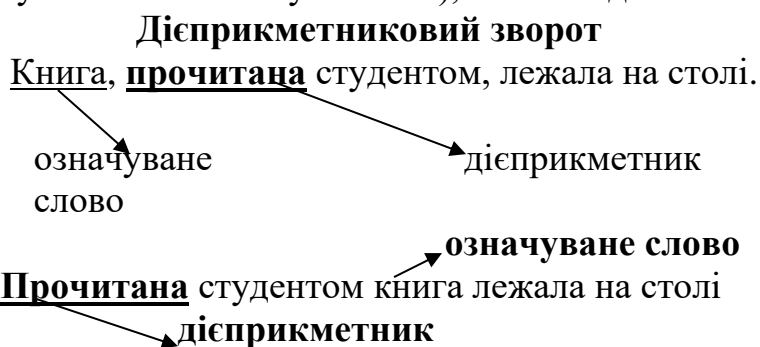 Дієприкметниковий зворот
Книга, прочитана студентом, лежала на столі.
означуване дієприкметник
слово
означуване слово
Прочитана студентом книга лежала на столі
дієприкметник